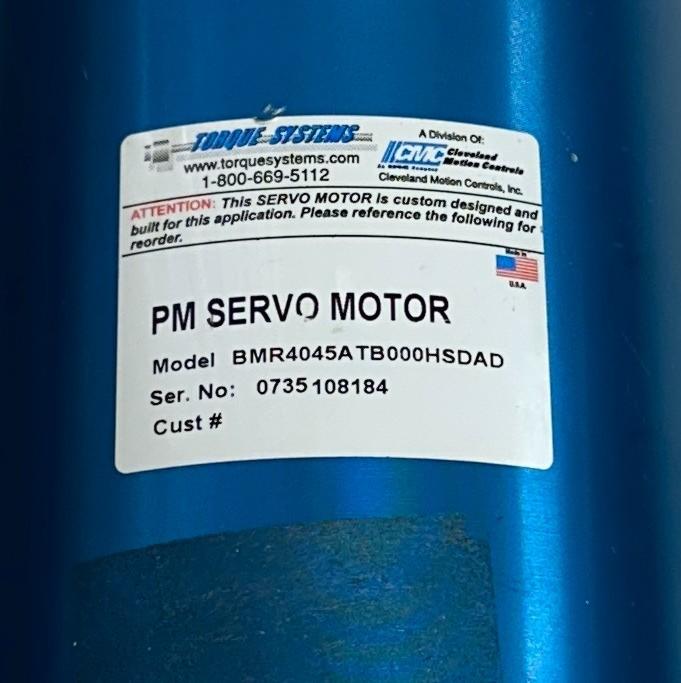 TORQUE SYSTEMS
www.torquesystems.com
1-800-669-5112
A Division Of:
CMC Cleveland
Motion Controls
Cleveland Motion Controls, Inc.
ATTENTION: This SERVO MOTOR is custom designed and
built for this application. Please reference the following for
reorder.
Made in
U.S.A.
PM SERVO MOTOR
Model BMR4045ATB000HSDAD
Ser. No: 0735108184
Cust #